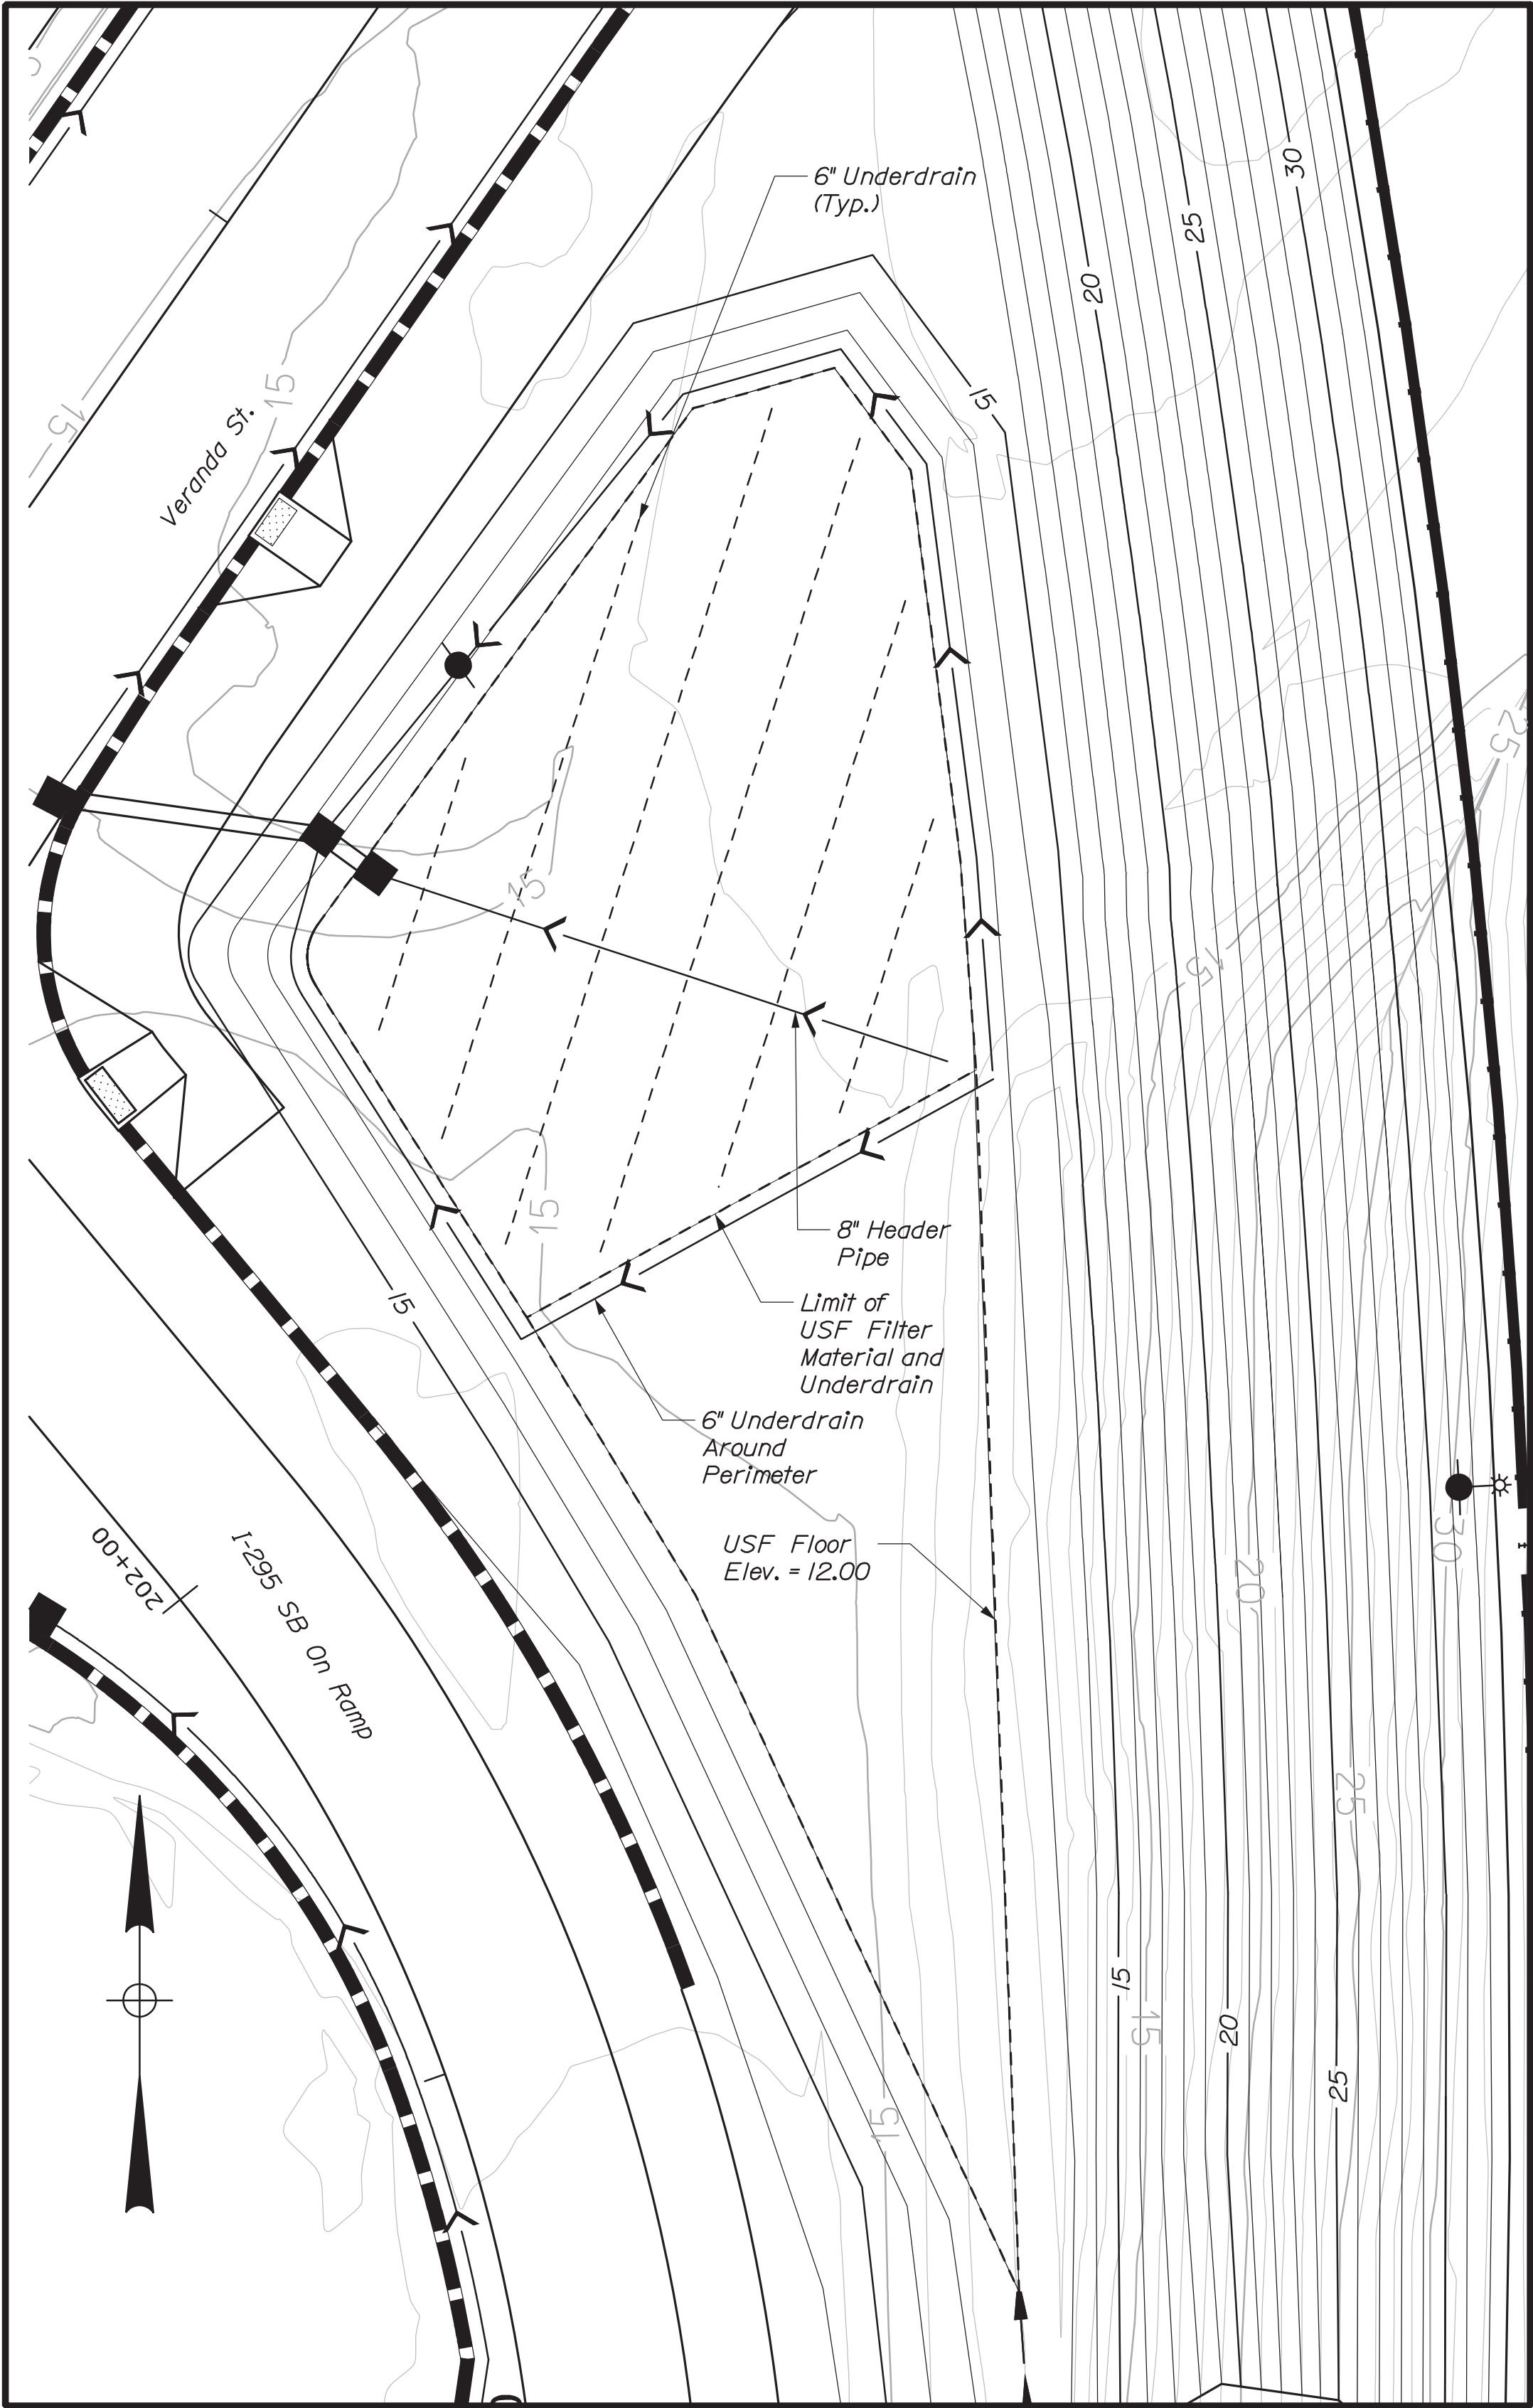 6" Underdrain
(Typ.)
30
25
20
15
15
15
Veranda St.
25
15
15
15
8" Header
Pipe
15
Limit of
USF Filter
Material and
Underdrain
6" Underdrain
Around
Perimeter
USF Floor
Elev. = 12.00
30
20
202+00
I-295 SB On Ramp
25
15
15
20
25
15